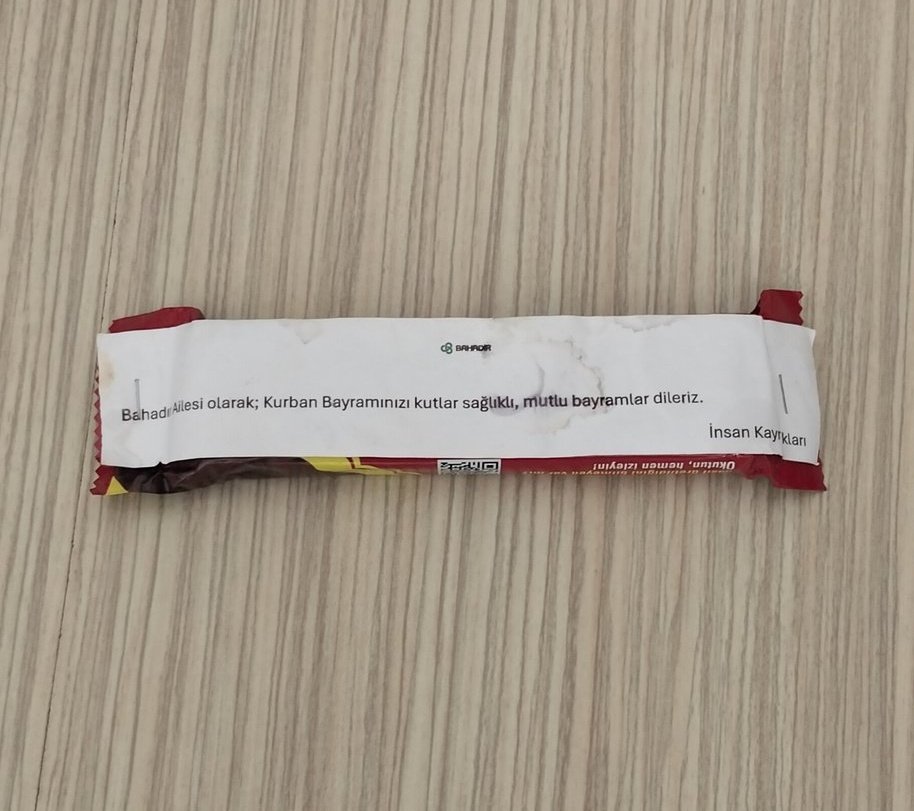 BAHADIR
Bahadır Ailesi olarak; Kurban Bayramınızı kutlar sağlıklı, mutlu bayramlar dileriz.
İnsan Kaynakları
Okutun, hemen izleyin!